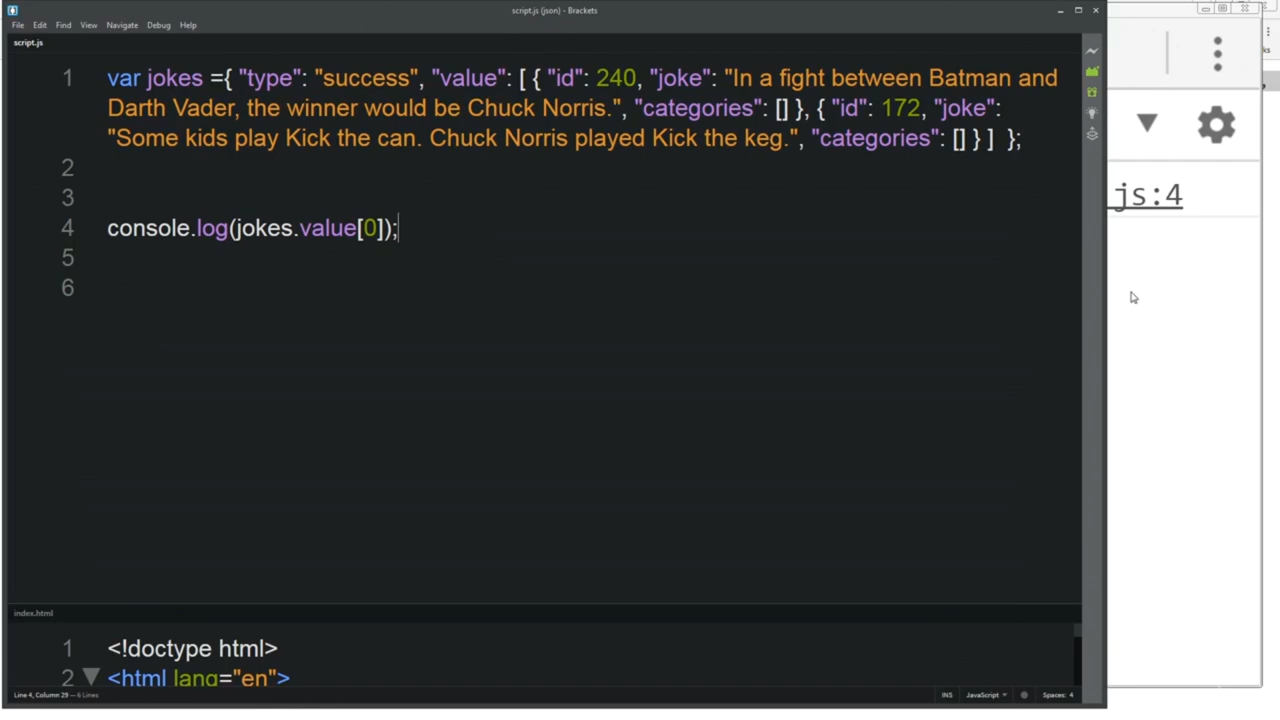 script.js (json) - Brackets
File Edit Find View Navigate Debug Help
script.js
1 var jokes ={ "type": "success", "value": [ { "id": 240, "joke": "In a fight between Batman and
Darth Vader, the winner would be Chuck Norris.", "categories": [] }, { "id": 172, "joke":
"Some kids play Kick the can. Chuck Norris played Kick the keg.", "categories": [] } ]  };
2
3
4 console.log(jokes.value[0]);
5
6
js:4
index.html
1 <!doctype html>
2 <html lang="en">
Line 4, Column 29 — 6 Lines
INS JavaScript Spaces: 4